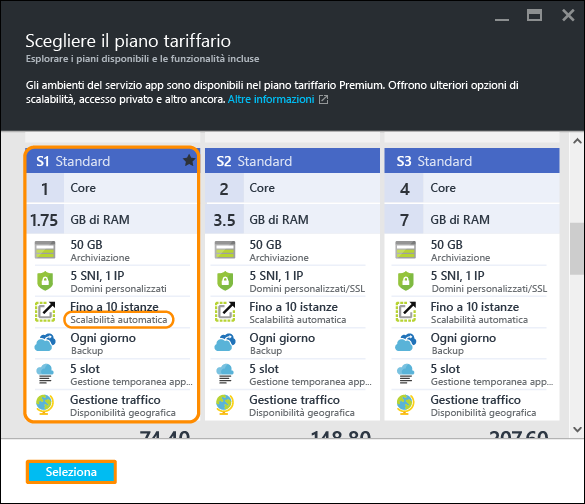 Scegliere il piano tariffario
Esplorare i piani disponibili e le funzionalità incluse
Gli ambienti del servizio app sono disponibili nel piano tariffario Premium. Offrono ulteriori opzioni di
scalabilità, accesso privato e altro ancora. Altre informazioni
S1 Standard
1 Core
1.75 GB di RAM
50 GB
Archiviazione
5 SNI, 1 IP
Domini personalizzati
Fino a 10 istanze
Scalabilità automatica
Ogni giorno
Backup
5 slot
Gestione temporanea app...
Gestione traffico
Disponibilità geografica
74.40
S2 Standard
2 Core
3.5 GB di RAM
50 GB
Archiviazione
5 SNI, 1 IP
Domini personalizzati/SSL
Fino a 10 istanze
Scalabilità automatica
Ogni giorno
Backup
5 slot
Gestione temporanea app...
Gestione traffico
Disponibilità geografica
148.80
S3 Standard
4 Core
7 GB di RAM
50 GB
Archiviazione
5 SNI, 1 IP
Domini personalizzati/SSL
Fino a 10 istanze
Scalabilità automatica
Ogni giorno
Backup
5 slot
Gestione temporanea app...
Gestione traffico
Disponibilità geografica
297.60
Seleziona